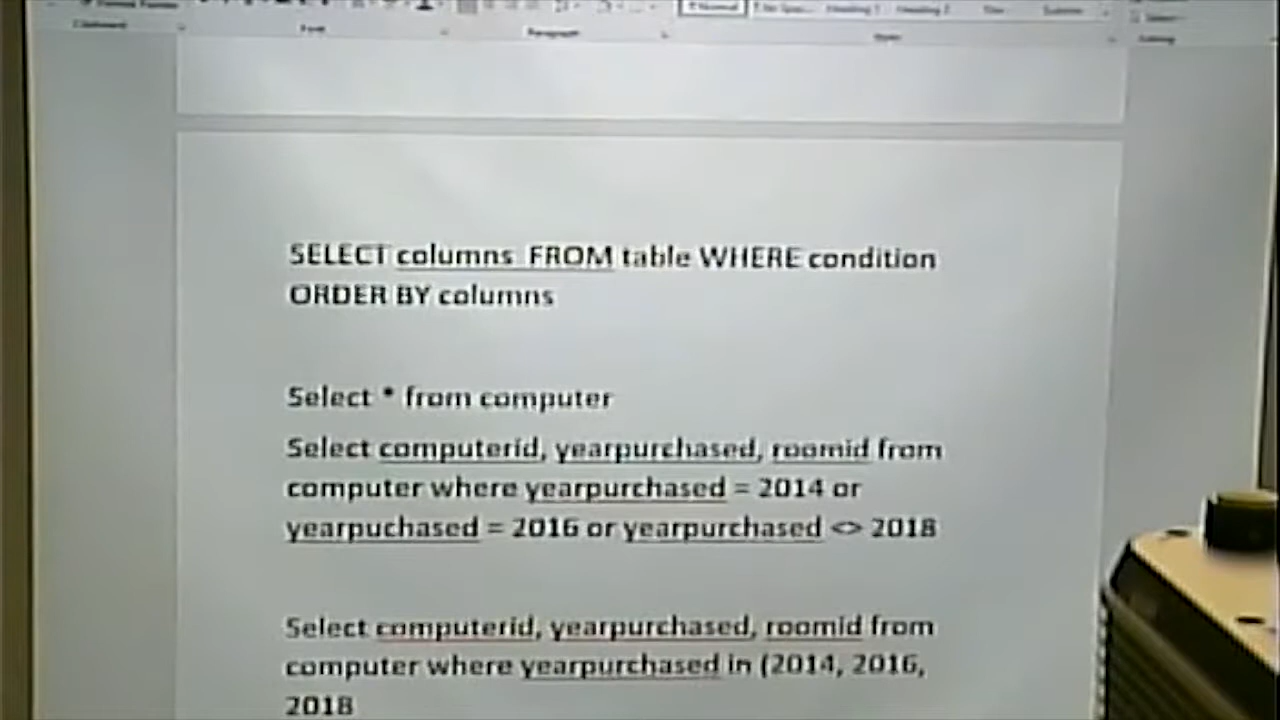 Paragraph
SELECT columns FROM table WHERE condition
ORDER BY columns
Select * from computer
Select computerid, yearpurchased, roomid from
computer where yearpurchased = 2014 or
yearpuchased = 2016 or yearpurchased <> 2018
Select computerid, yearpurchased, roomid from
computer where yearpurchased in (2014, 2016,
2018